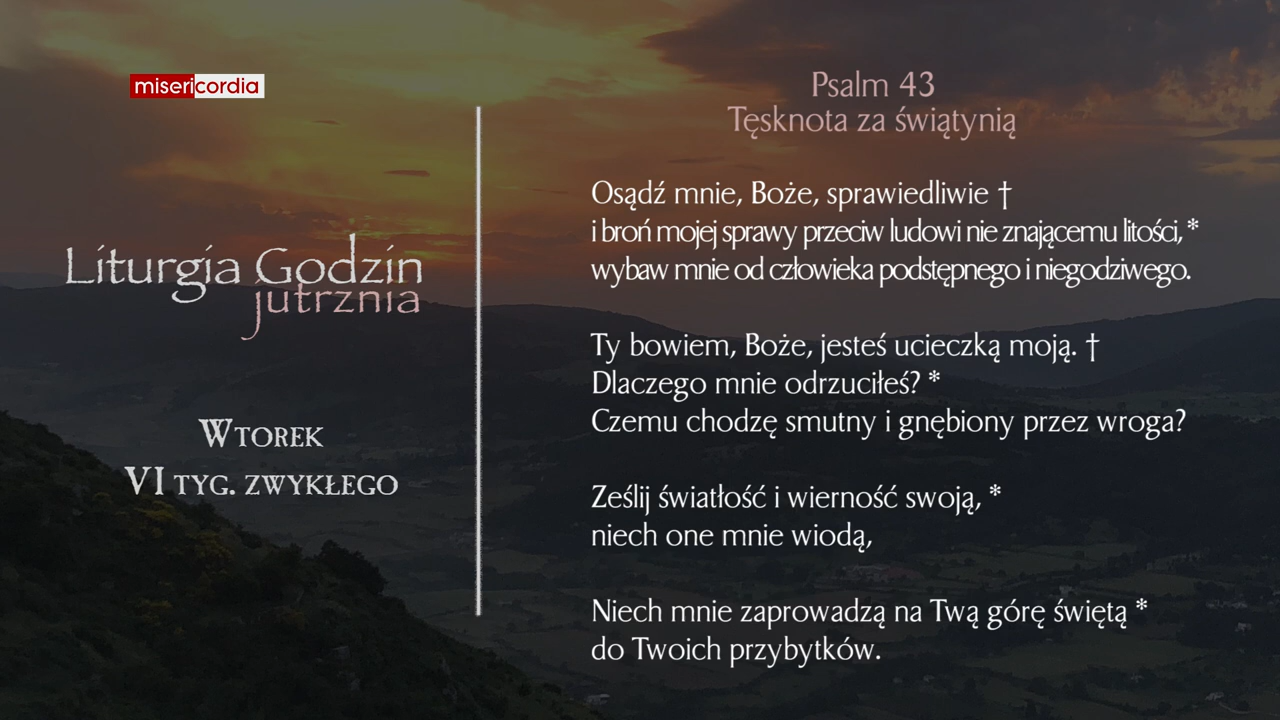 misericordia
Liturgia Godzin
jutrznia
Wtorek
VI tyg. zwykłego
Psalm 43
Tęsknota za świątynią
Osądź mnie, Boże, sprawiedliwie †
i broń mojej sprawy przeciw ludowi nie znającemu litości, *
wybaw mnie od człowieka podstępnego i niegodziwego.
Ty bowiem, Boże, jesteś ucieczką moją. †
Dlaczego mnie odrzuciłeś? *
Czemu chodzę smutny i gnębiony przez wroga?
Ześlij światłość i wierność swoją, *
niech one mnie wiodą,
Niech mnie zaprowadzą na Twą górę świętą *
do Twoich przybytków.